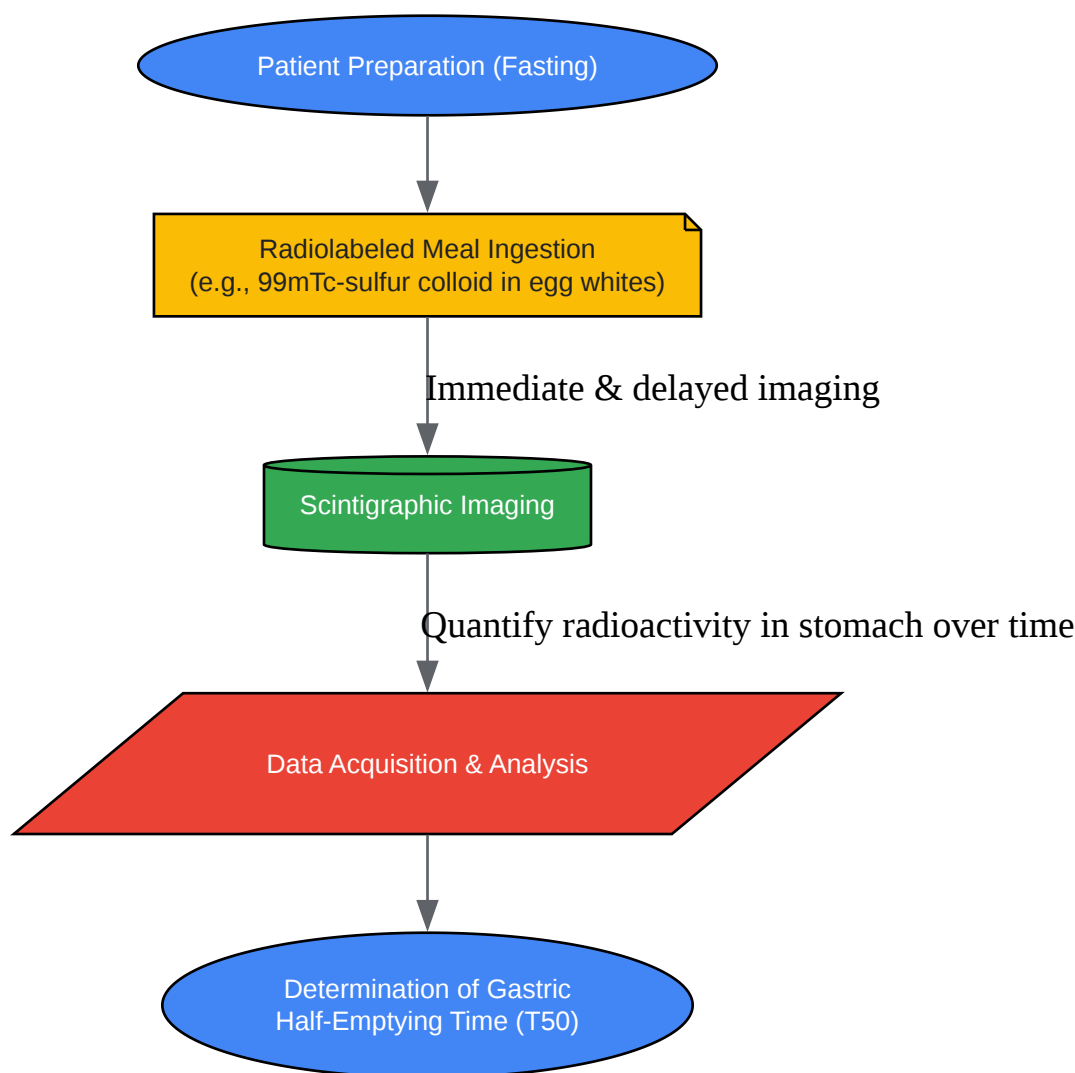 Patient Preparation (Fasting)
Radiolabeled Meal Ingestion
(e.g., 99mTc-sulfur colloid in egg whites)
Immediate & delayed imaging
Scintigraphic Imaging
Quantify radioactivity in stomach over time
Data Acquisition & Analysis
Determination of Gastric
Half-Emptying Time (T50)